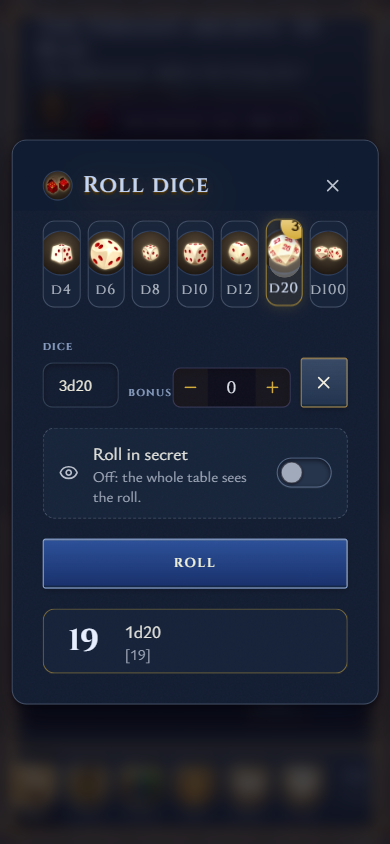 Roll dice
3
D4 D6 D8 D10 D12 D20 D100
DICE
3d20 BONUS − 0 +
Roll in secret
Off: the whole table sees
the roll.
ROLL
19 1d20
[19]